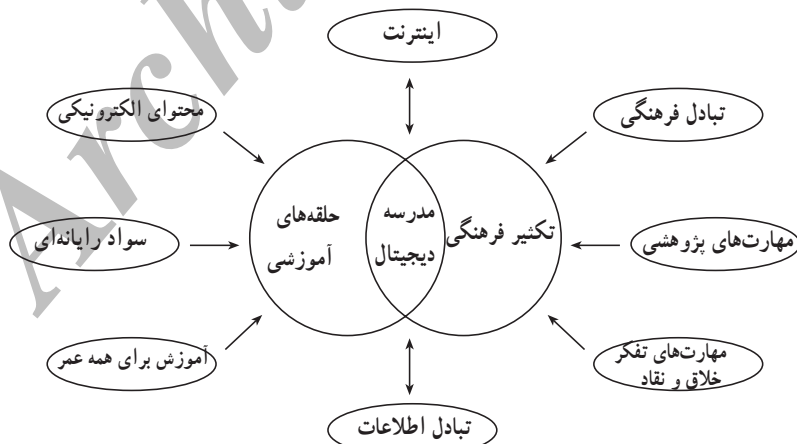 اینترنت
محتوای الکترونیکی
تبادل فرهنگی
حلقه‌های
آموزشی
مدرسه
دیجیتال
تکثیر فرهنگی
سواد رایانه‌ای
مهارت‌های پژوهشی
آموزش برای همه عمر
مهارت‌های تفکر
خلاق و نقاد
تبادل اطلاعات